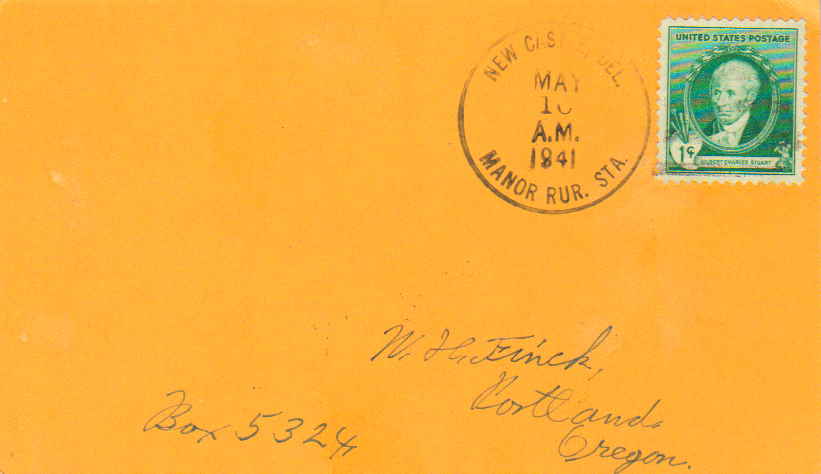 NEW CASTLE DEL.
MAY
A.M.
1941
MANOR RUR. STA.
UNITED STATES POSTAGE
1¢
GILBERT CHARLES STUART
W. H. Finck,
Portland,
Oregon.
Box 5324